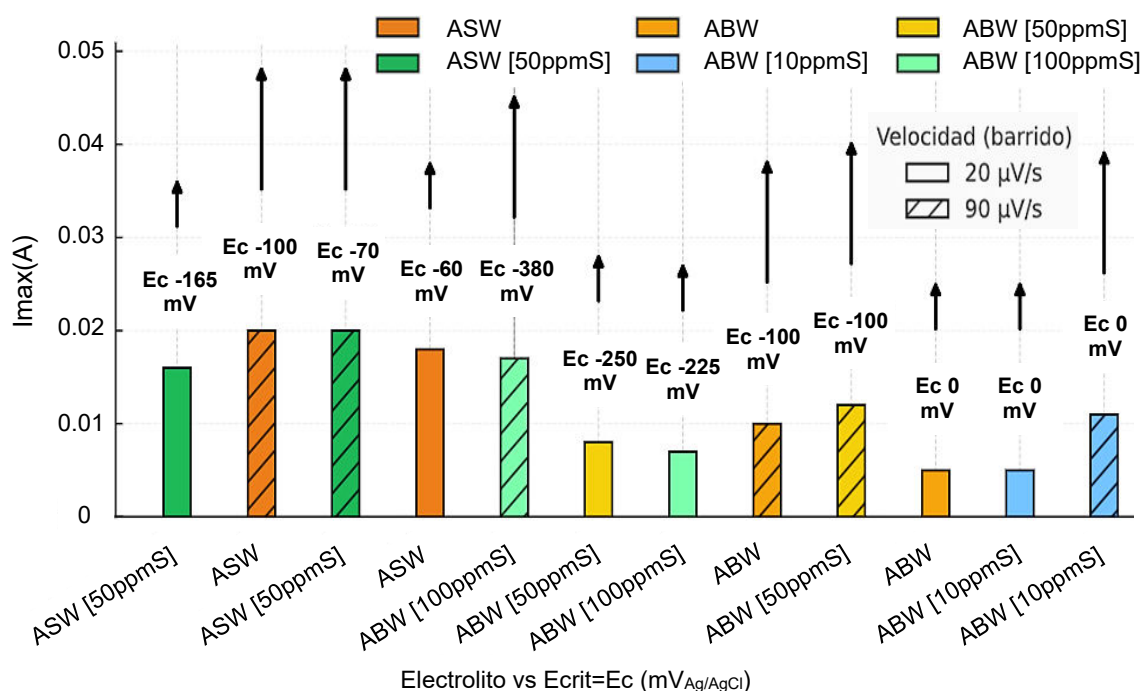 ASW
ABW
ABW [50ppmS]
ASW [50ppmS]
ABW [10ppmS]
ABW [100ppmS]
Velocidad (barrido)
20 µV/s
90 µV/s
Imax(A)
0.05
0.04
0.03
0.02
0.01
0
Ec -165
mV
Ec -100
mV
Ec -70
mV
Ec -60
mV
Ec -380
mV
Ec -250
mV
Ec -225
mV
Ec -100
mV
Ec -100
mV
Ec 0
mV
Ec 0
mV
Ec 0
mV
ASW [50ppmS]
ASW
ASW [50ppmS]
ASW
ABW [100ppmS]
ABW [50ppmS]
ABW [100ppmS]
ABW
ABW [50ppmS]
ABW
ABW [10ppmS]
ABW [10ppmS]
Electrolito vs Ecrit=Ec (mVAg/AgCl)